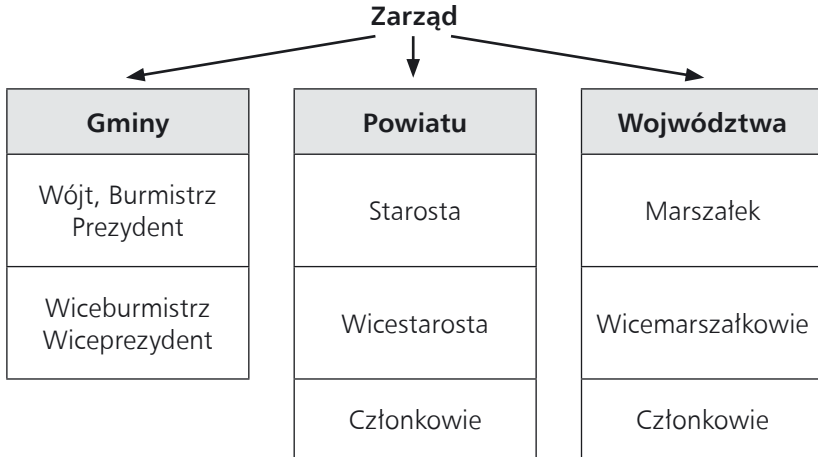 Zarząd
Gminy
Wójt, Burmistrz
Prezydent
Wiceburmistrz
Wiceprezydent
Powiatu
Starosta
Wicestarosta
Członkowie
Województwa
Marszałek
Wicemarszałkowie
Członkowie